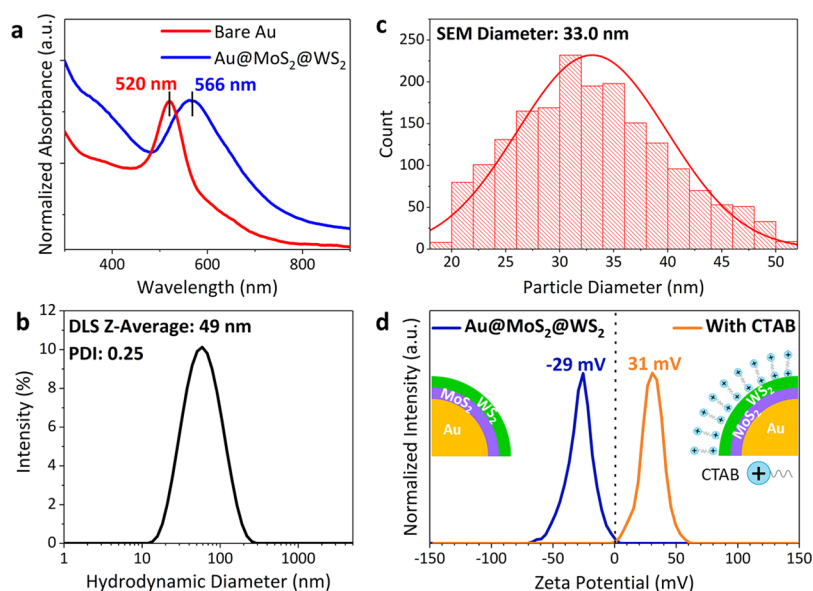 a
Bare Au
Au@MoS₂@WS₂
520 nm
566 nm
Normalized Absorbance (a.u.)
400
600
800
Wavelength (nm)
c
SEM Diameter: 33.0 nm
250
200
150
100
50
0
Count
20
25
30
35
40
45
50
Particle Diameter (nm)
b
DLS Z-Average: 49 nm
PDI: 0.25
12
10
8
6
4
2
0
Intensity (%)
1
10
100
1000
Hydrodynamic Diameter (nm)
d
Au@MoS₂@WS₂
With CTAB
-29 mV
31 mV
Normalized Intensity (a.u.)
WS₂
MoS₂
Au
WS₂
MoS₂
Au
CTAB
+
-150
-100
-50
0
50
100
150
Zeta Potential (mV)